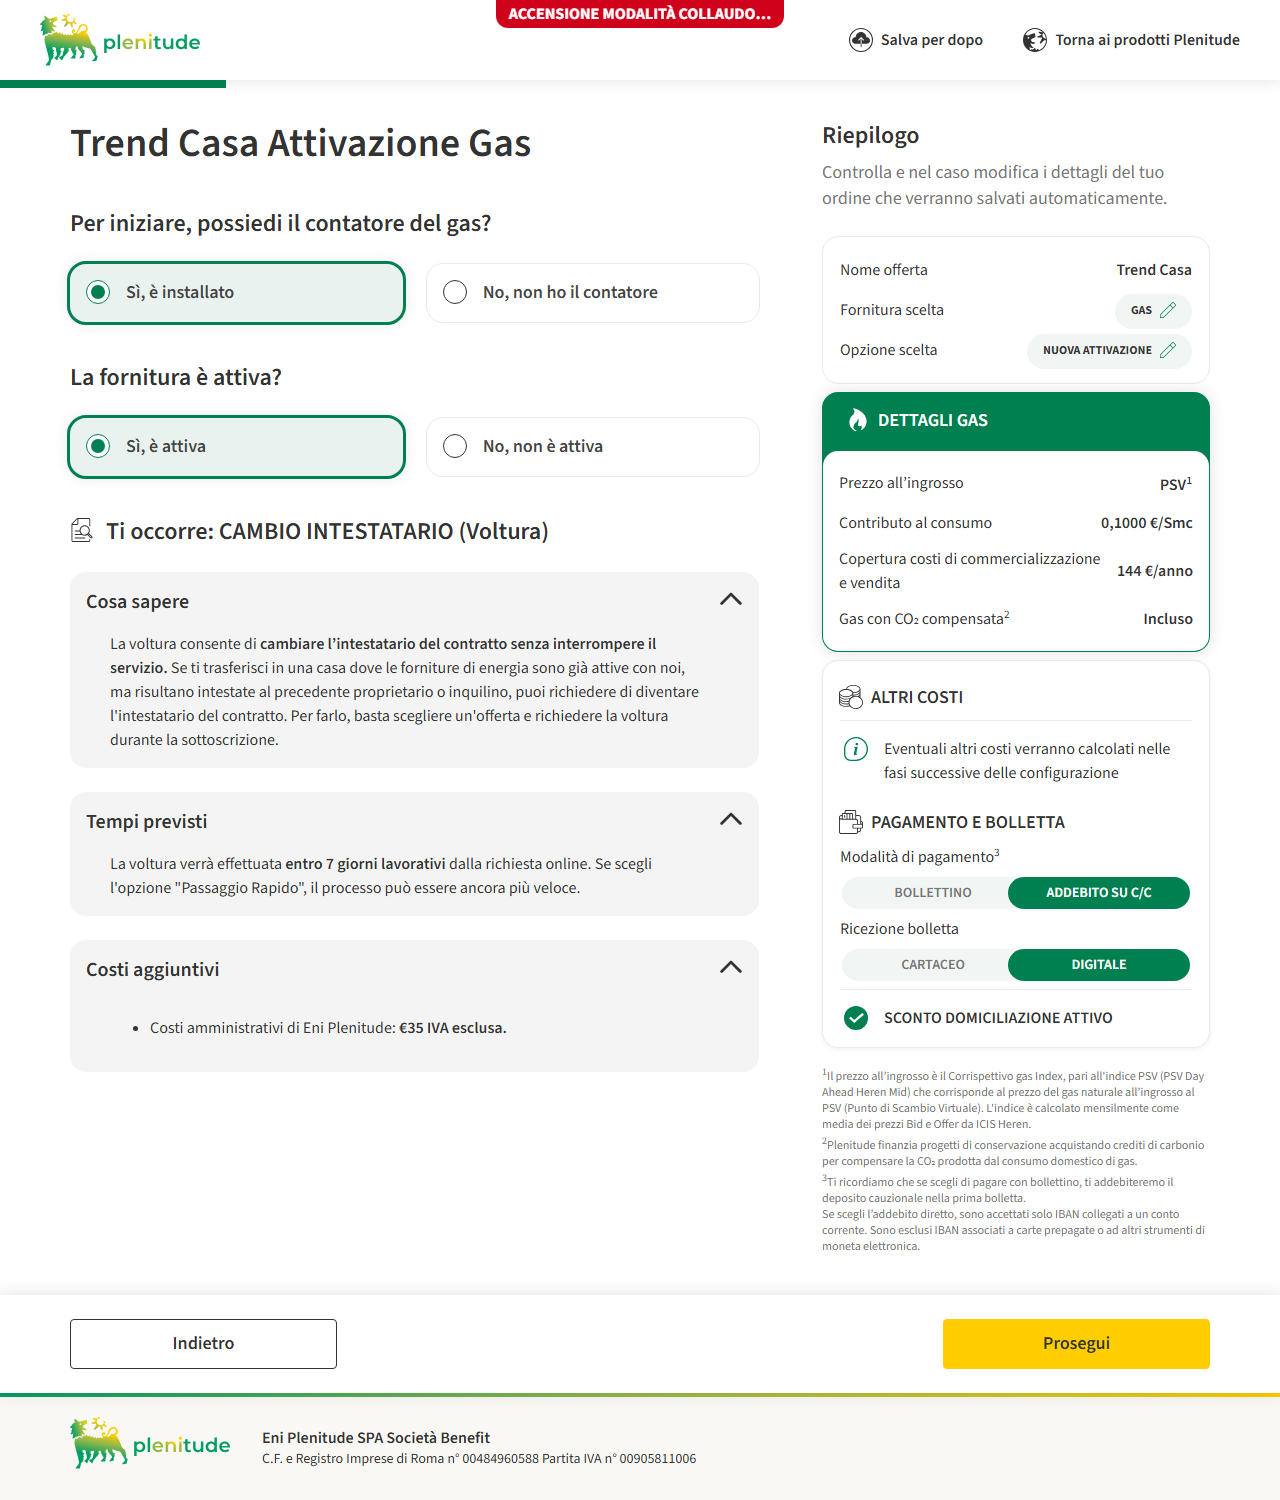 ACCENSIONE MODALITÀ COLLAUDO...
plenitude
Salva per dopo
Torna ai prodotti Plenitude
Trend Casa Attivazione Gas
Per iniziare, possiedi il contatore del gas?
Sì, è installato
No, non ho il contatore
La fornitura è attiva?
Sì, è attiva
No, non è attiva
Ti occorre: CAMBIO INTESTATARIO (Voltura)
Cosa sapere
La voltura consente di cambiare l’intestatario del contratto senza interrompere il
servizio. Se ti trasferisci in una casa dove le forniture di energia sono già attive con noi,
ma risultano intestate al precedente proprietario o inquilino, puoi richiedere di diventare
l'intestatario del contratto. Per farlo, basta scegliere un'offerta e richiedere la voltura
durante la sottoscrizione.
Tempi previsti
La voltura verrà effettuata entro 7 giorni lavorativi dalla richiesta online. Se scegli
l'opzione "Passaggio Rapido", il processo può essere ancora più veloce.
Costi aggiuntivi
• Costi amministrativi di Eni Plenitude: €35 IVA esclusa.
Riepilogo
Controlla e nel caso modifica i dettagli del tuo
ordine che verranno salvati automaticamente.
Nome offerta Trend Casa
Fornitura scelta GAS
Opzione scelta NUOVA ATTIVAZIONE
DETTAGLI GAS
Prezzo all’ingrosso PSV¹
Contributo al consumo 0,1000 €/Smc
Copertura costi di commercializzazione
e vendita 144 €/anno
Gas con CO₂ compensata² Incluso
ALTRI COSTI
Eventuali altri costi verranno calcolati nelle
fasi successive delle configurazione
PAGAMENTO E BOLLETTA
Modalità di pagamento³
BOLLETTINO ADDEBITO SU C/C
Ricezione bolletta
CARTACEO DIGITALE
SCONTO DOMICILIAZIONE ATTIVO
¹Il prezzo all’ingrosso è il Corrispettivo gas Index, pari all'indice PSV (PSV Day
Ahead Heren Mid) che corrisponde al prezzo del gas naturale all’ingrosso al
PSV (Punto di Scambio Virtuale). L'indice è calcolato mensilmente come
media dei prezzi Bid e Offer da ICIS Heren.
²Plenitude finanzia progetti di conservazione acquistando crediti di carbonio
per compensare la CO₂ prodotta dal consumo domestico di gas.
³Ti ricordiamo che se scegli di pagare con bollettino, ti addebiteremo il
deposito cauzionale nella prima bolletta.
Se scegli l’addebito diretto, sono accettati solo IBAN collegati a un conto
corrente. Sono esclusi IBAN associati a carte prepagate o ad altri strumenti di
moneta elettronica.
Indietro
Prosegui
plenitude
Eni Plenitude SPA Società Benefit
C.F. e Registro Imprese di Roma n° 00484960588 Partita IVA n° 00905811006